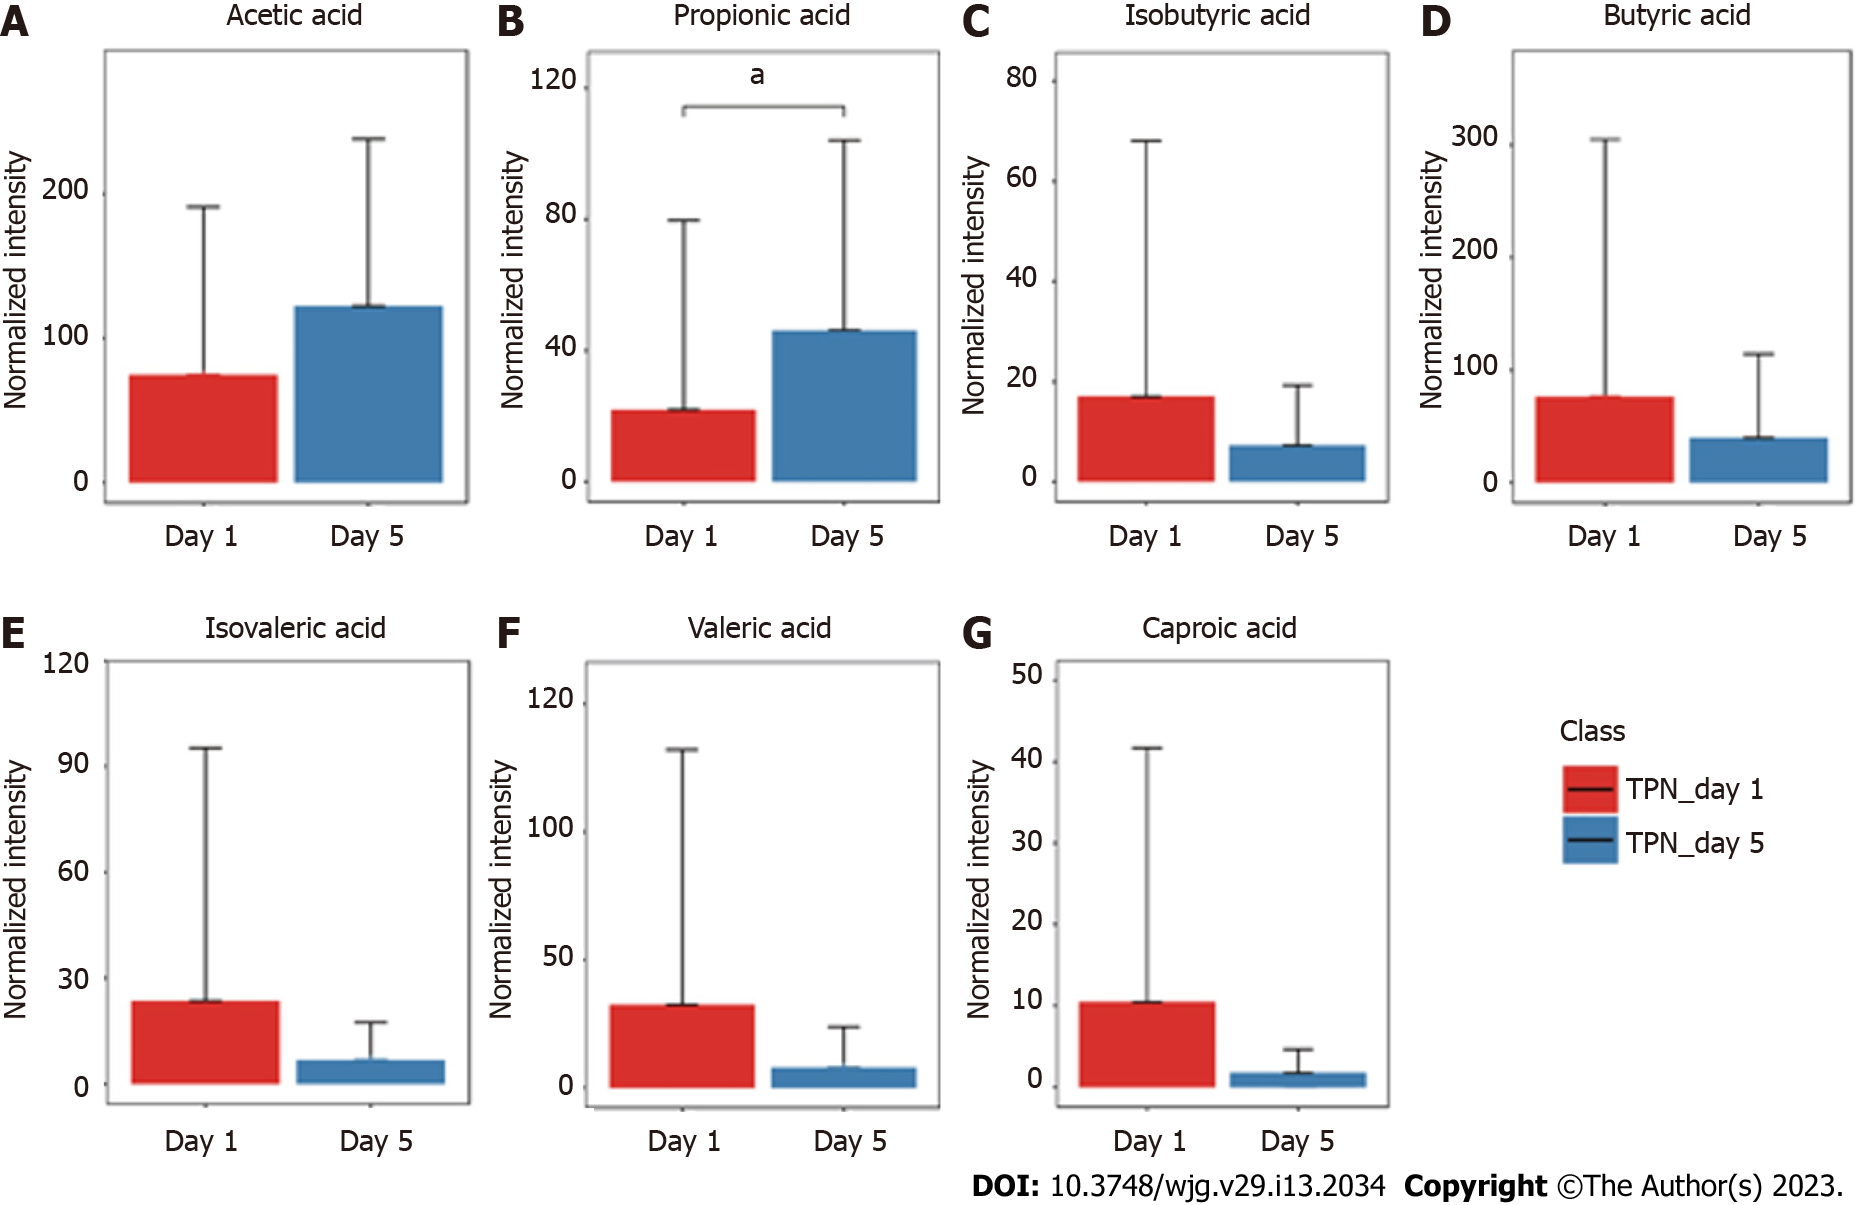 A Acetic acid
Normalized intensity
200
100
0
Day 1 Day 5
B Propionic acid
Normalized intensity
a
120
80
40
0
Day 1 Day 5
C Isobutyric acid
Normalized intensity
80
60
40
20
0
Day 1 Day 5
D Butyric acid
Normalized intensity
300
200
100
0
Day 1 Day 5
E Isovaleric acid
Normalized intensity
120
90
60
30
0
Day 1 Day 5
F Valeric acid
Normalized intensity
120
100
50
0
Day 1 Day 5
G Caproic acid
Normalized intensity
50
40
30
20
10
0
Day 1 Day 5
Class
TPN_day 1
TPN_day 5
DOI: 10.3748/wjg.v29.i13.2034 Copyright ©The Author(s) 2023.